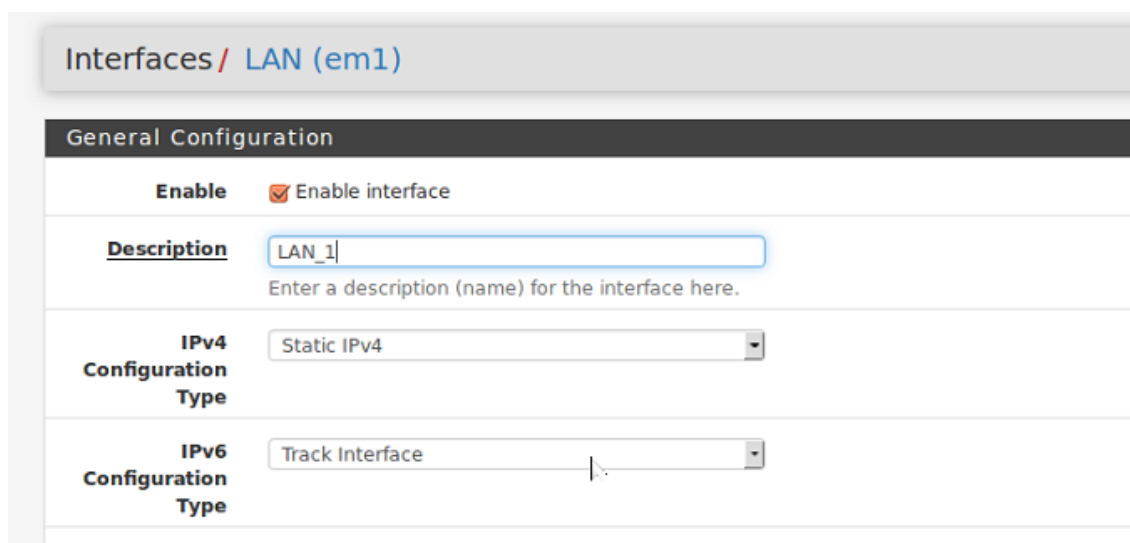 Interfaces / LAN (em1)
General Configuration
Enable Enable interface
Description LAN_1
Enter a description (name) for the interface here.
IPv4 Configuration Type Static IPv4
IPv6 Configuration Type Track Interface